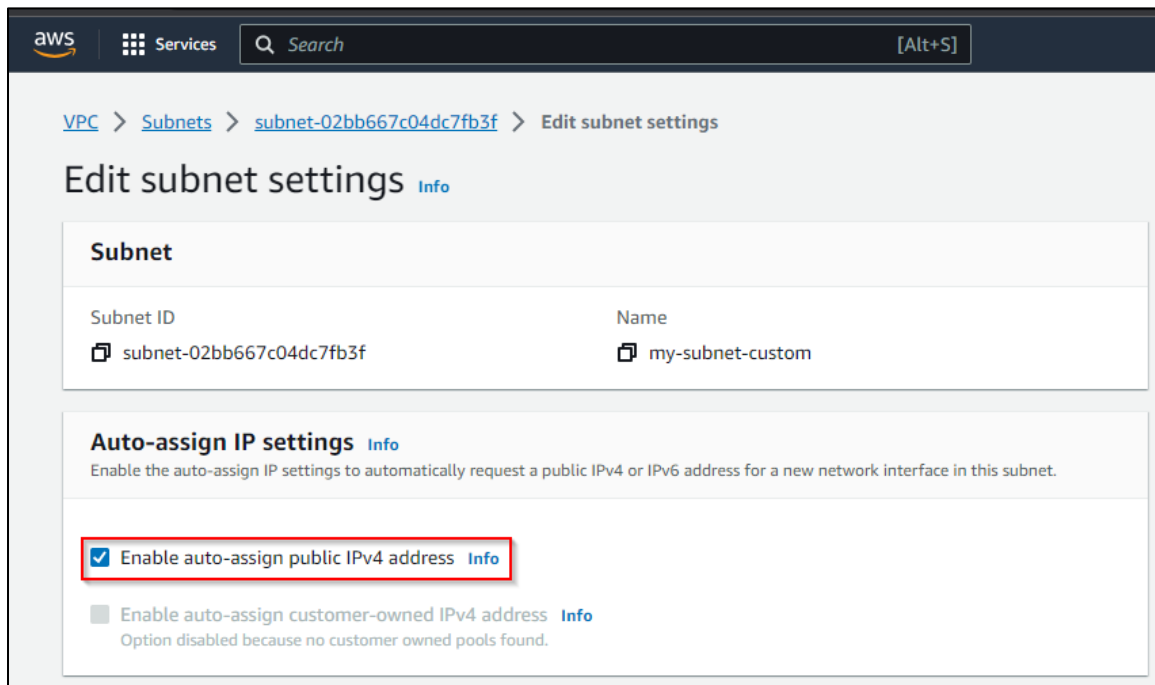 aws Services Search [Alt+S]
VPC > Subnets > subnet-02bb667c04dc7fb3f > Edit subnet settings
Edit subnet settings Info
Subnet
Subnet ID Name
subnet-02bb667c04dc7fb3f my-subnet-custom
Auto-assign IP settings Info
Enable the auto-assign IP settings to automatically request a public IPv4 or IPv6 address for a new network interface in this subnet.
Enable auto-assign public IPv4 address Info
Enable auto-assign customer-owned IPv4 address Info
Option disabled because no customer owned pools found.